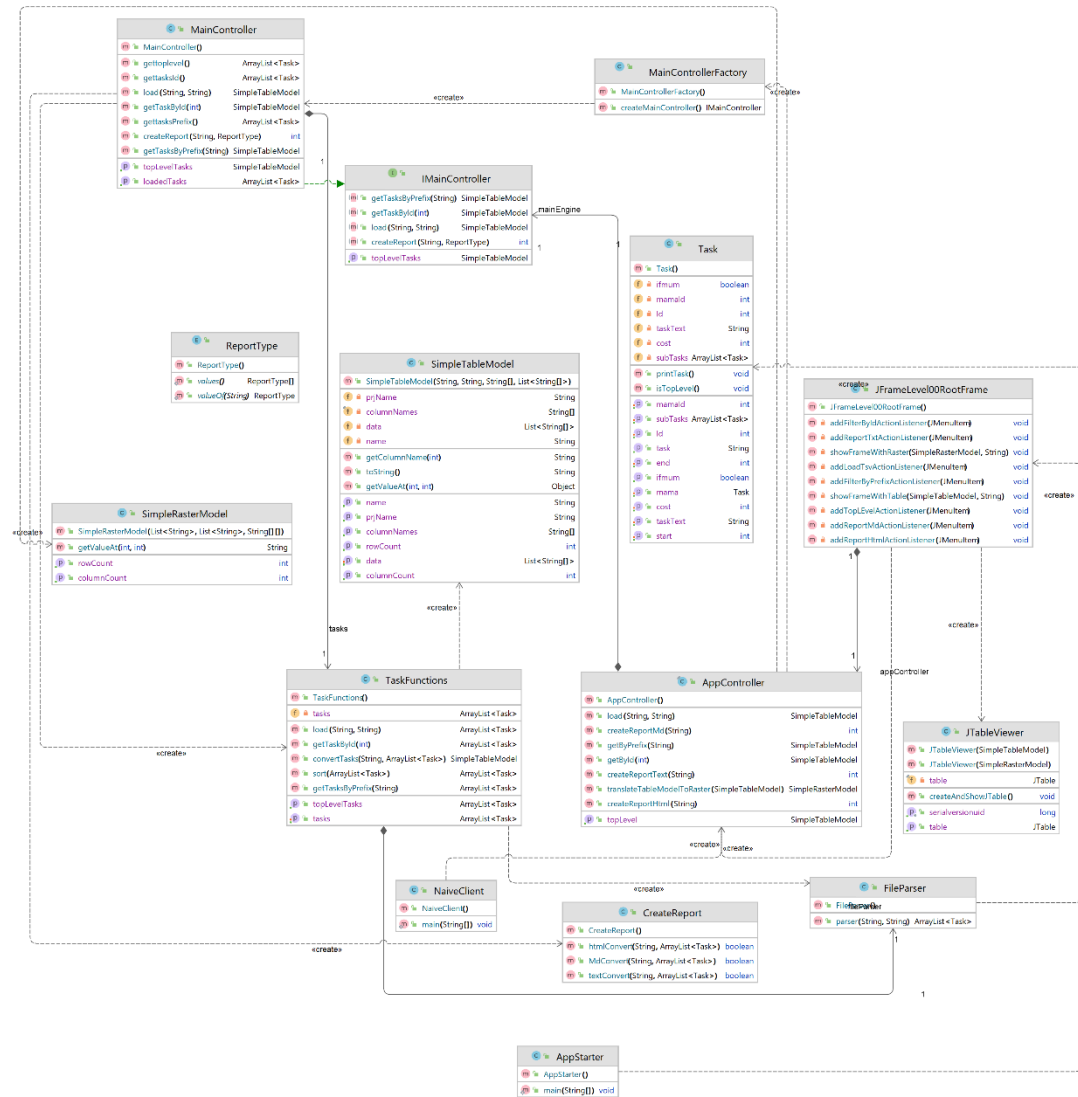 MainController
MainController()
gettoplevel() ArrayList<Task>
gettasksId() ArrayList<Task>
load(String, String) SimpleTableModel
getTaskById(int) SimpleTableModel
gettasksPrefix() ArrayList<Task>
createReport(String, ReportType) int
getTasksByPrefix(String) SimpleTableModel
topLevelTasks SimpleTableModel
loadedTasks ArrayList<Task>
MainControllerFactory
MainControllerFactory()
createMainController() IMainController
«create»
«create»
1
IMainController
getTasksByPrefix(String) SimpleTableModel
getTaskById(int) SimpleTableModel
load(String, String) SimpleTableModel
createReport(String, ReportType) int
topLevelTasks SimpleTableModel
mainEngine
1
1
Task
Task()
ifmum boolean
mamaId int
Id int
taskText String
cost int
subTasks ArrayList<Task>
printTask() void
isTopLevel() void
mamaId int
subTasks ArrayList<Task>
Id int
task String
end int
ifmum boolean
mama Task
cost int
taskText String
start int
ReportType
ReportType()
values() ReportType[]
valueOf(String) ReportType
SimpleTableModel
SimpleTableModel(String, String, String[], List<String[]>)
prjName String
columnNames String[]
data List<String[]>
name String
getColumnName(int) String
toString() String
getValueAt(int, int) Object
name String
prjName String
columnNames String[]
rowCount int
data List<String[]>
columnCount int
«create»
JFrameLevel00RootFrame
JFrameLevel00RootFrame()
addFilterByIdActionListener(JMenuItem) void
addReportTxtActionListener(JMenuItem) void
showFrameWithRaster(SimpleRasterModel, String) void
addLoadTsvActionListener(JMenuItem) void
addFilterByPrefixActionListener(JMenuItem) void
showFrameWithTable(SimpleTableModel, String) void
addTopLEvelActionListener(JMenuItem) void
addReportMdActionListener(JMenuItem) void
addReportHtmlActionListener(JMenuItem) void
«create»
SimpleRasterModel
SimpleRasterModel(List<String>, List<String>, String[][])
getValueAt(int, int) String
rowCount int
columnCount int
«create»
1
«create»
«create»
tasks
1
1
appController
TaskFunctions
TaskFunctions()
tasks ArrayList<Task>
load(String, String) ArrayList<Task>
getTaskById(int) ArrayList<Task>
convertTasks(String, ArrayList<Task>) SimpleTableModel
sort(ArrayList<Task>) ArrayList<Task>
getTasksByPrefix(String) ArrayList<Task>
topLevelTasks ArrayList<Task>
tasks ArrayList<Task>
«create»
AppController
AppController()
load(String, String) SimpleTableModel
createReportMd(String) int
getByPrefix(String) SimpleTableModel
getById(int) SimpleTableModel
createReportText(String) int
translateTableModelToRaster(SimpleTableModel) SimpleRasterModel
createReportHtml(String) int
topLevel SimpleTableModel
JTableViewer
JTableViewer(SimpleTableModel)
JTableViewer(SimpleRasterModel)
table JTable
createAndShowJTable() void
serialversionuid long
table JTable
«create»
«create»
NaiveClient
NaiveClient()
main(String[]) void
«create»
FileParser
FileParser()
fileParser
parser(String, String) ArrayList<Task>
CreateReport
CreateReport()
htmlConvert(String, ArrayList<Task>) boolean
MdConvert(String, ArrayList<Task>) boolean
textConvert(String, ArrayList<Task>) boolean
«create»
1
1
AppStarter
AppStarter()
main(String[]) void